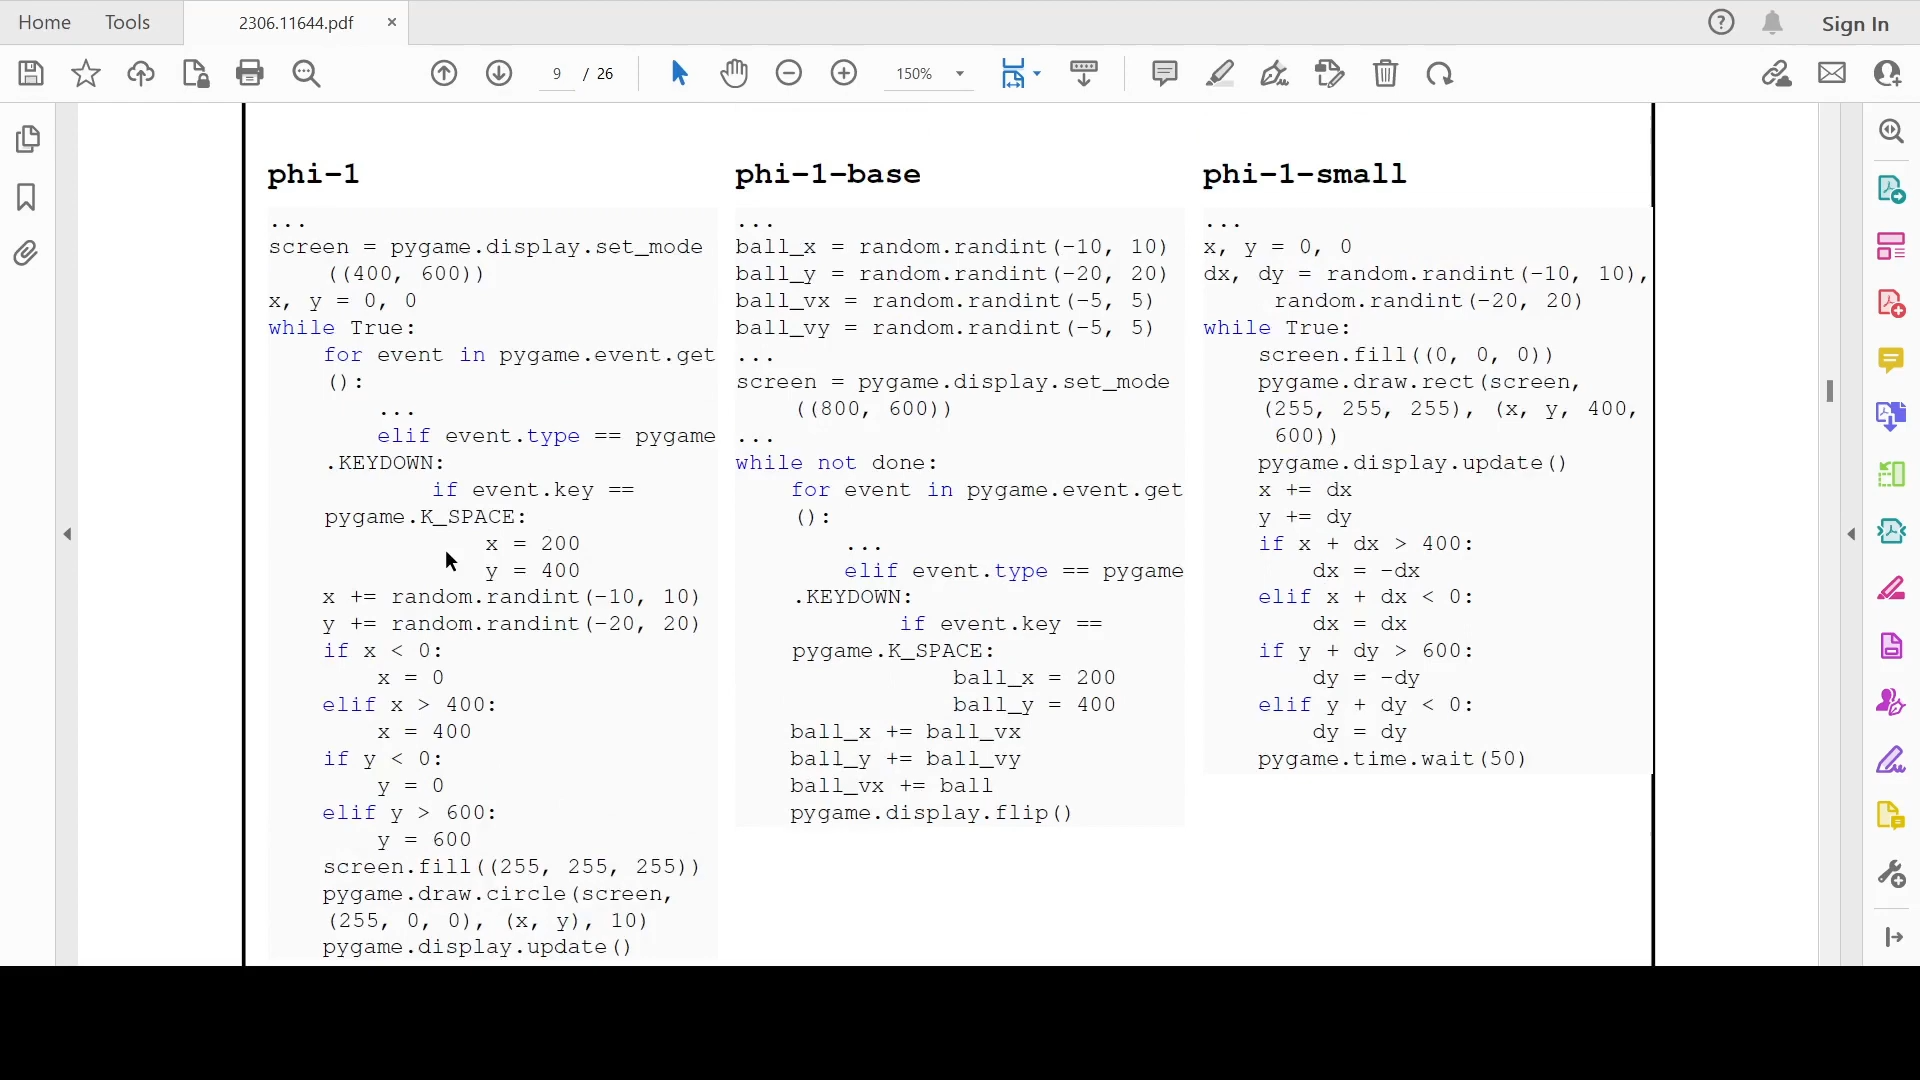 Home
Tools
2306.11644.pdf
×
Sign In
9 / 26
150%
phi-1
...
screen = pygame.display.set_mode
((400, 600))
x, y = 0, 0
while True:
for event in pygame.event.get
():
...
elif event.type == pygame
.KEYDOWN:
if event.key ==
pygame.K_SPACE:
x = 200
y = 400
x += random.randint(-10, 10)
y += random.randint(-20, 20)
if x < 0:
x = 0
elif x > 400:
x = 400
if y < 0:
y = 0
elif y > 600:
y = 600
screen.fill((255, 255, 255))
pygame.draw.circle(screen,
(255, 0, 0), (x, y), 10)
pygame.display.update()
phi-1-base
...
ball_x = random.randint(-10, 10)
ball_y = random.randint(-20, 20)
ball_vx = random.randint(-5, 5)
ball_vy = random.randint(-5, 5)
...
screen = pygame.display.set_mode
((800, 600))
...
while not done:
for event in pygame.event.get
():
...
elif event.type == pygame
.KEYDOWN:
if event.key ==
pygame.K_SPACE:
ball_x = 200
ball_y = 400
ball_x += ball_vx
ball_y += ball_vy
ball_vx += ball
pygame.display.flip()
phi-1-small
...
x, y = 0, 0
dx, dy = random.randint(-10, 10),
random.randint(-20, 20)
while True:
screen.fill((0, 0, 0))
pygame.draw.rect(screen,
(255, 255, 255), (x, y, 400,
600))
pygame.display.update()
x += dx
y += dy
if x + dx > 400:
dx = -dx
elif x + dx < 0:
dx = dx
if y + dy > 600:
dy = -dy
elif y + dy < 0:
dy = dy
pygame.time.wait(50)